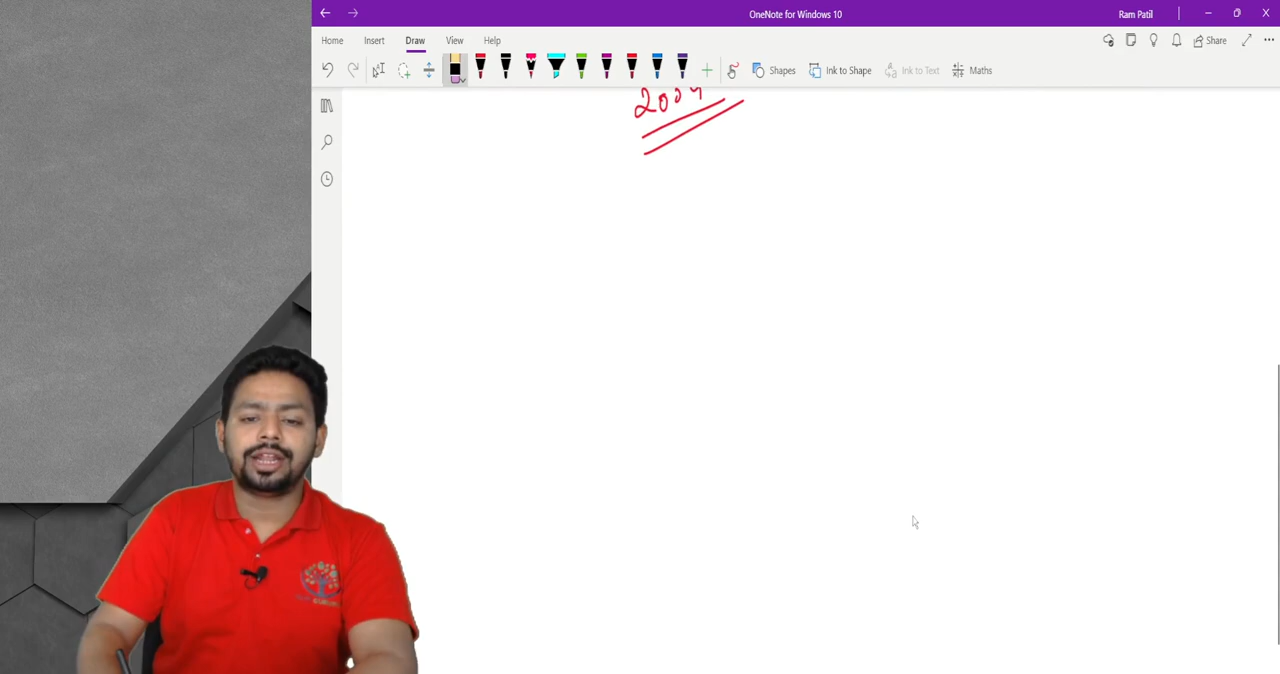 OneNote for Windows 10
Ram Patil
Home Insert Draw View Help
Share
Shapes Ink to Shape Ink to Text Maths
2004